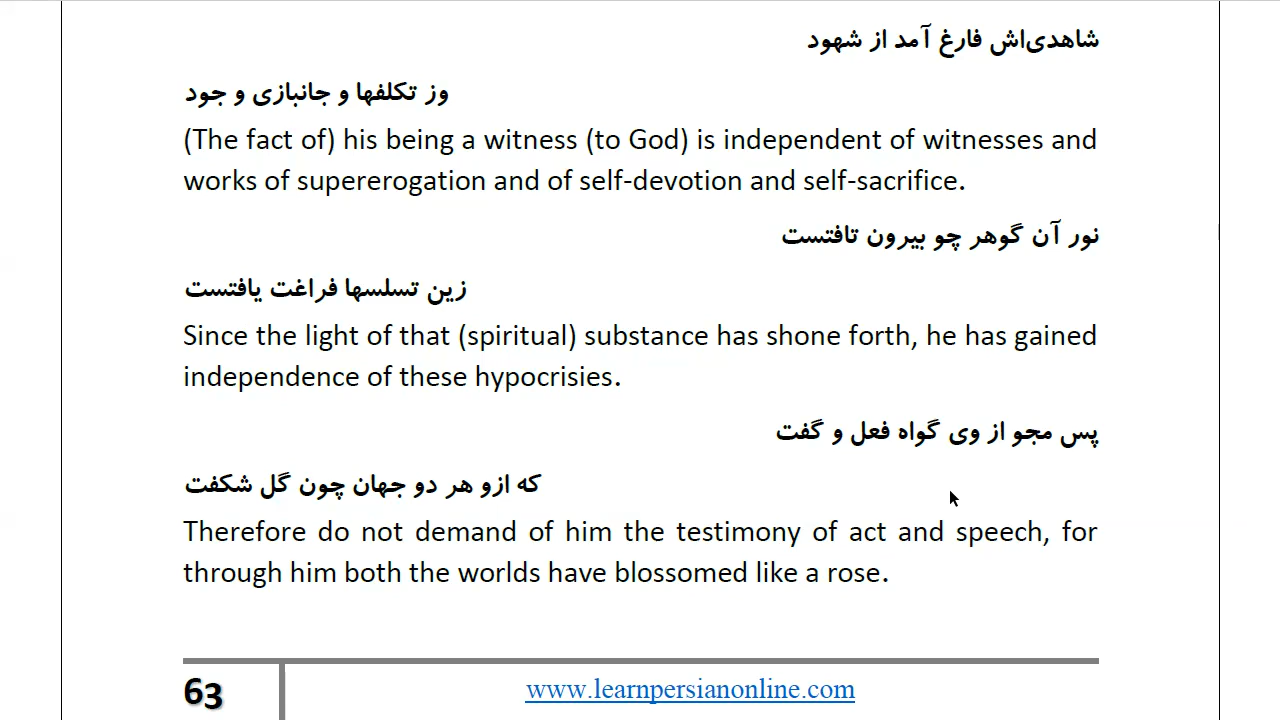 شاهدی‌اش فارغ آمد از شهود
وز تکلفها و جانبازی و جود
(The fact of) his being a witness (to God) is independent of witnesses and
works of supererogation and of self-devotion and self-sacrifice.
نور آن گوهر چو بیرون تافتست
زین تسلسها فراغت یافتست
Since the light of that (spiritual) substance has shone forth, he has gained
independence of these hypocrisies.
پس مجو از وی گواه فعل و گفت
که ازو هر دو جهان چون گل شکفت
Therefore do not demand of him the testimony of act and speech, for
through him both the worlds have blossomed like a rose.
63
www.learnpersianonline.com